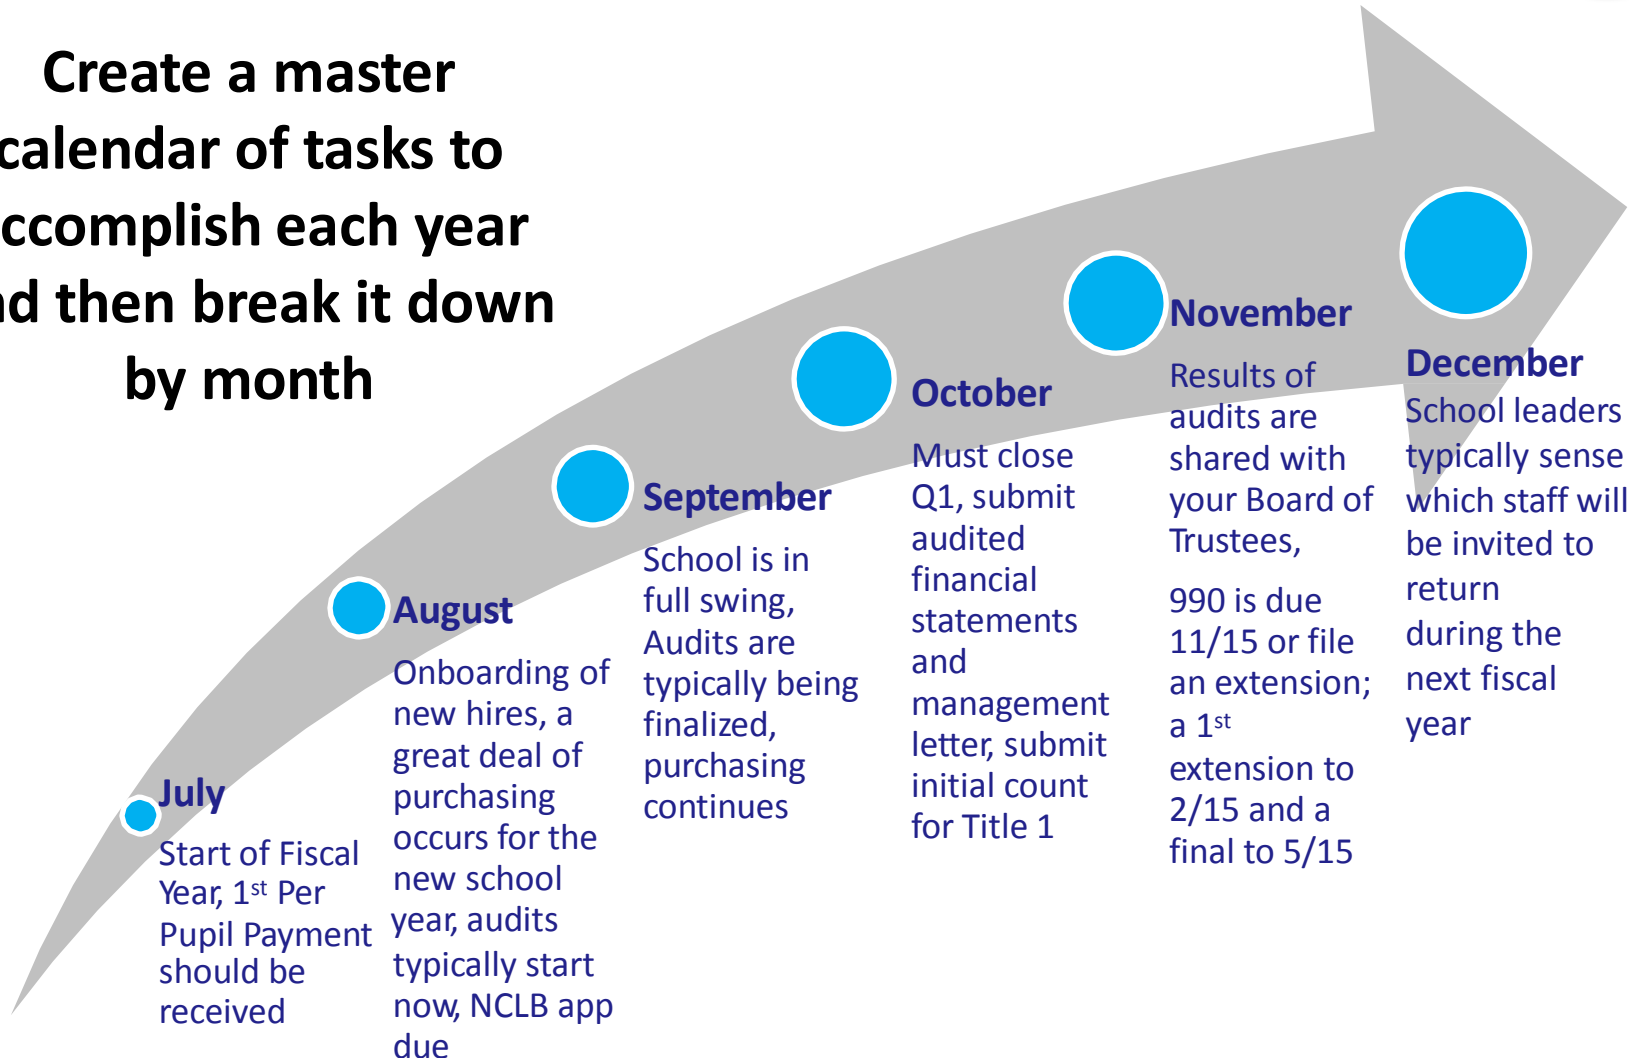 Create a master
calendar of tasks to
ccomplish each year
d then break it down
by month
July
Start of Fiscal
Year, 1st Per
Pupil Payment
should be
received
August
Onboarding of
new hires, a
great deal of
purchasing
occurs for the
new school
year, audits
typically start
now, NCLB app
due
September
School is in
full swing,
Audits are
typically being
finalized,
purchasing
continues
October
Must close
Q1, submit
audited
financial
statements
and
management
letter, submit
initial count
for Title 1
November
Results of
audits are
shared with
your Board of
Trustees,
990 is due
11/15 or file
an extension;
a 1st
extension to
2/15 and a
final to 5/15
December
School leaders
typically sense
which staff will
be invited to
return
during the
next fiscal
year